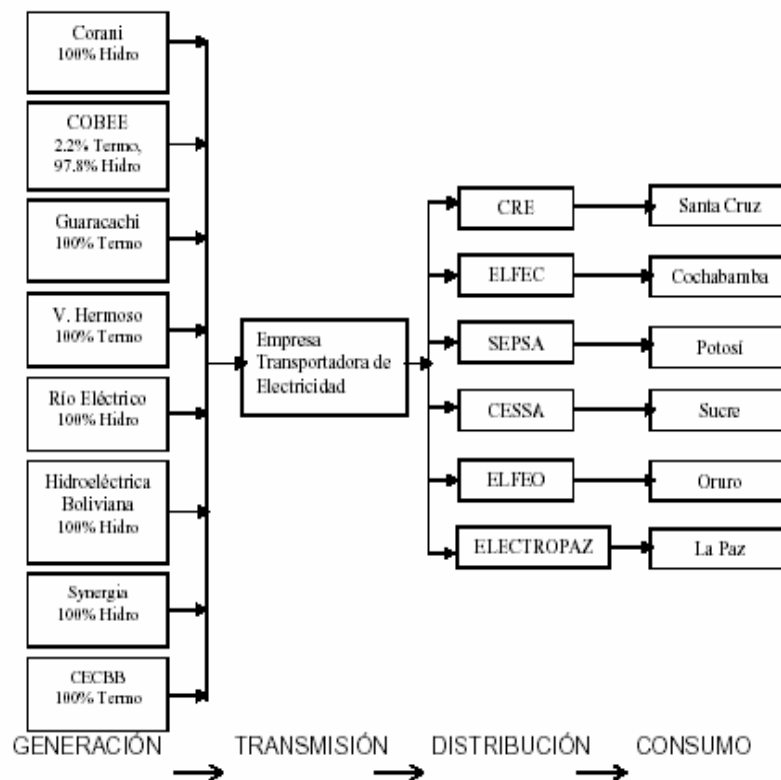 Corani
100% Hidro
COBEE
2.2% Termo,
97.8% Hidro
Guaracachi
100% Termo
V. Hermoso
100% Termo
Río Eléctrico
100% Hidro
Hidroeléctrica
Boliviana
100% Hidro
Synergia
100% Hidro
CECBB
100% Termo
Empresa
Transportadora de
Electricidad
CRE
ELFEC
SEPSA
CESSA
ELFEO
ELECTROPAZ
Santa Cruz
Cochabamba
Potosí
Sucre
Oruro
La Paz
GENERACIÓN
TRANSMISIÓN
DISTRIBUCIÓN
CONSUMO